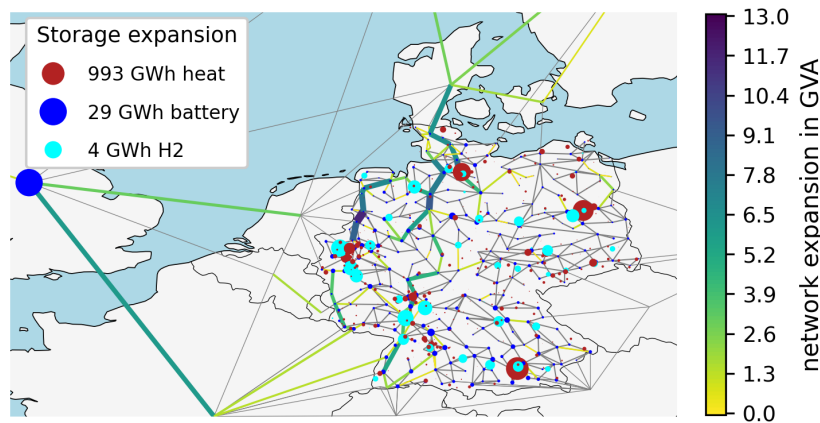 Storage expansion
993 GWh heat
29 GWh battery
4 GWh H2
13.0
11.7
10.4
9.1
7.8
6.5
5.2
3.9
2.6
1.3
0.0
network expansion in GVA